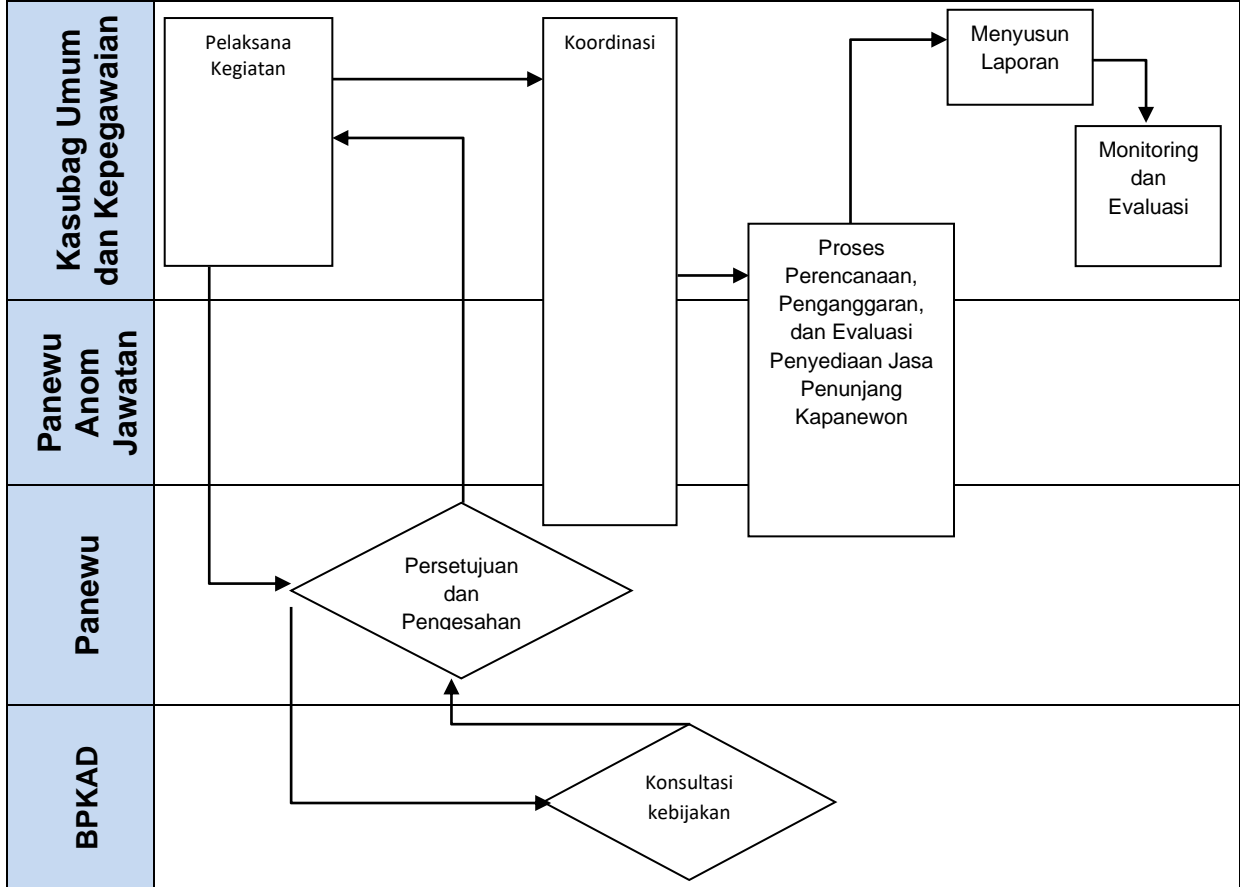 Kasubag Umum
dan Kepegawaian
Pelaksana
Kegiatan
Koordinasi
Menyusun
Laporan
Monitoring
dan
Evaluasi
Proses
Perencanaan,
Penganggaran,
dan Evaluasi
Penyediaan Jasa
Penunjang
Kapanewon
Panewu
Anom
Jawatan
Panewu
Persetujuan
dan
Pengesahan
BPKAD
Konsultasi
kebijakan